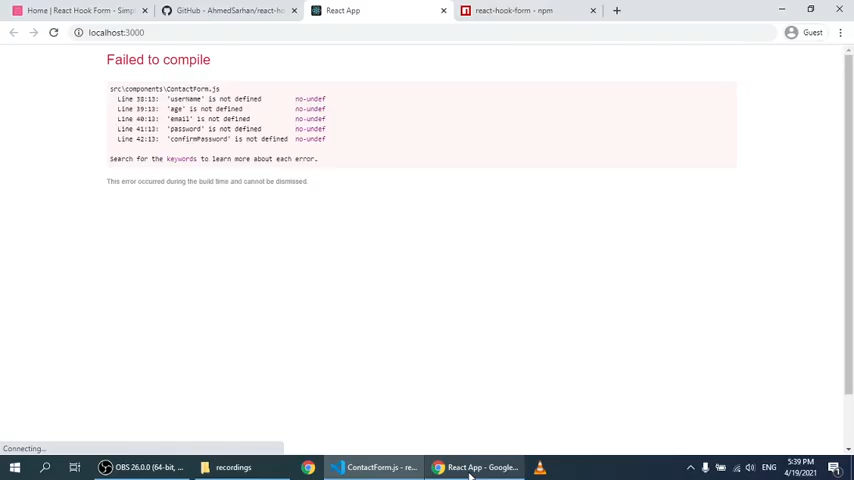 Home | React Hook Form - Simpl
GitHub - AhmedSarhan/react-ho
React App
react-hook-form - npm
localhost:3000
Guest
Failed to compile
src\components\ContactForm.js
Line 38:13: 'userName' is not defined no-undef
Line 39:13: 'age' is not defined no-undef
Line 40:13: 'email' is not defined no-undef
Line 41:13: 'password' is not defined no-undef
Line 42:13: 'confirmPassword' is not defined no-undef
Search for the keywords to learn more about each error.
This error occurred during the build time and cannot be dismissed.
Connecting...
OBS 26.0.0 (64-bit, ...
recordings
ContactForm.js - re...
React App - Google...
ENG
5:39 PM
4/19/2021
1